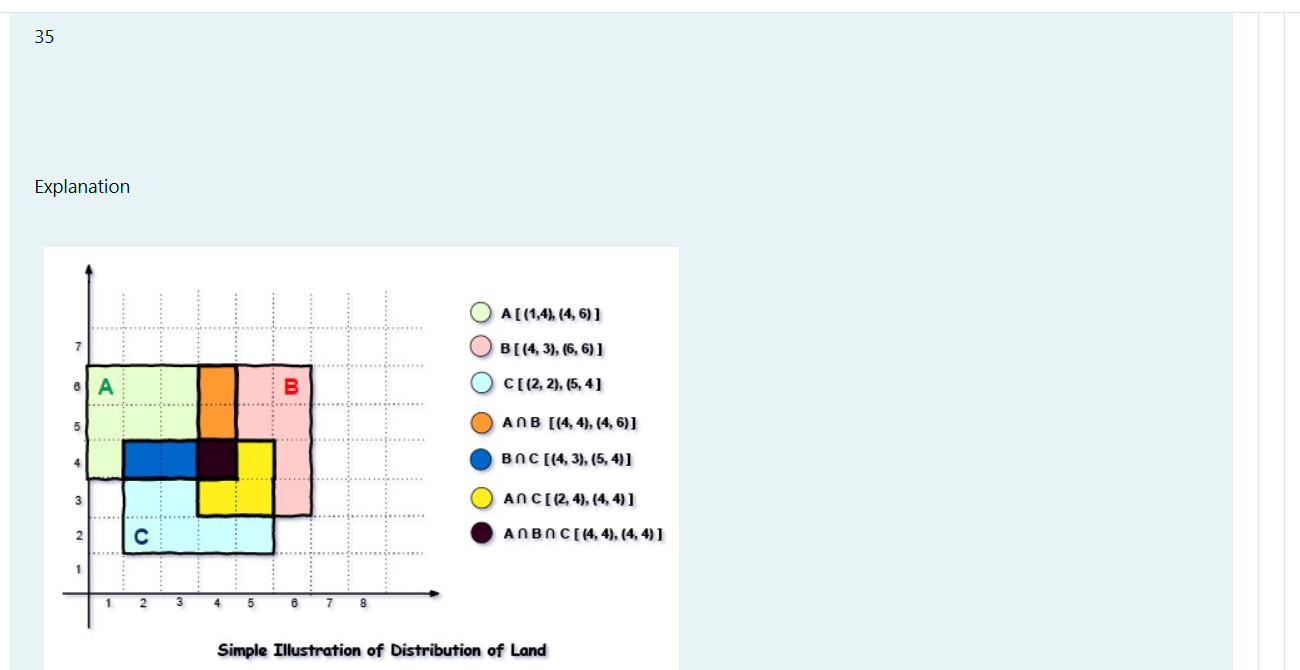 35
Explanation
7
6
5
4
3
2
1
A
B
C
1 2 3 4 5 6 7 8
A [ (1,4), (4, 6) ]
B [ (4, 3), (6, 6) ]
C [ (2, 2), (5, 4 ]
A ∩ B [(4, 4), (4, 6) ]
B ∩ C [ (4, 3), (5, 4) ]
A ∩ C [ (2, 4), (4, 4) ]
A ∩ B ∩ C [ (4, 4), (4, 4) ]
Simple Illustration of Distribution of Land